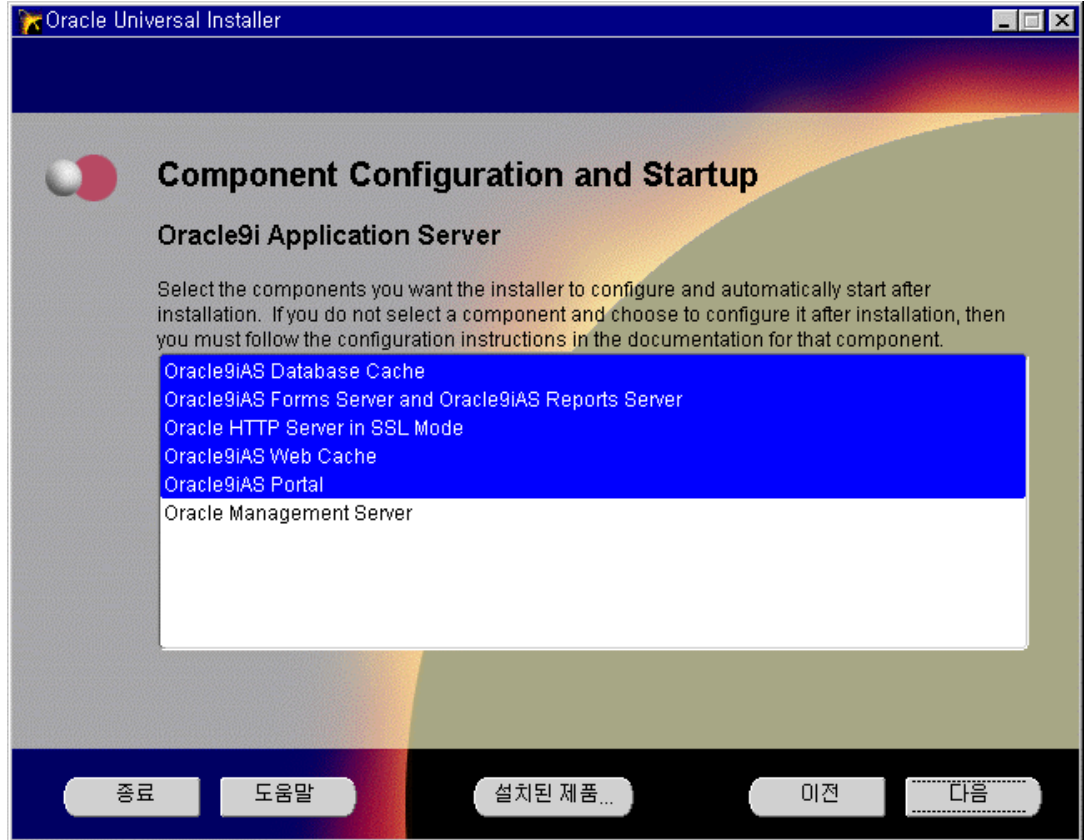 Oracle Universal Installer
Component Configuration and Startup
Oracle9i Application Server
Select the components you want the installer to configure and automatically start after
installation. If you do not select a component and choose to configure it after installation, then
you must follow the configuration instructions in the documentation for that component.
Oracle9iAS Database Cache
Oracle9iAS Forms Server and Oracle9iAS Reports Server
Oracle HTTP Server in SSL Mode
Oracle9iAS Web Cache
Oracle9iAS Portal
Oracle Management Server
종료 도움말 설치된 제품... 이전 다음